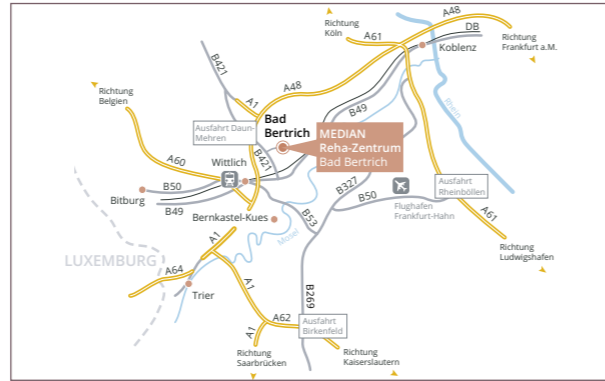 A48
Richtung
Köln
A61
DB
Richtung
Frankfurt a.M.
Koblenz
B421
A48
Richtung
Belgien
A1
B49
Rhein
Bad
Bertrich
MEDIAN
Reha-Zentrum
Bad Bertrich
Ausfahrt Daun-
Mehren
B421
A60
Wittlich
B327
Ausfahrt
Rheinböllen
B50
B50
Bitburg
B49
Flughafen
Frankfurt-Hahn
A61
Bernkastel-Kues
B53
Mosel
A1
Richtung
Ludwigshafen
LUXEMBURG
A64
A1
Trier
B269
A62
Ausfahrt
Birkenfeld
A1
Richtung
Saarbrücken
Richtung
Kaiserslautern